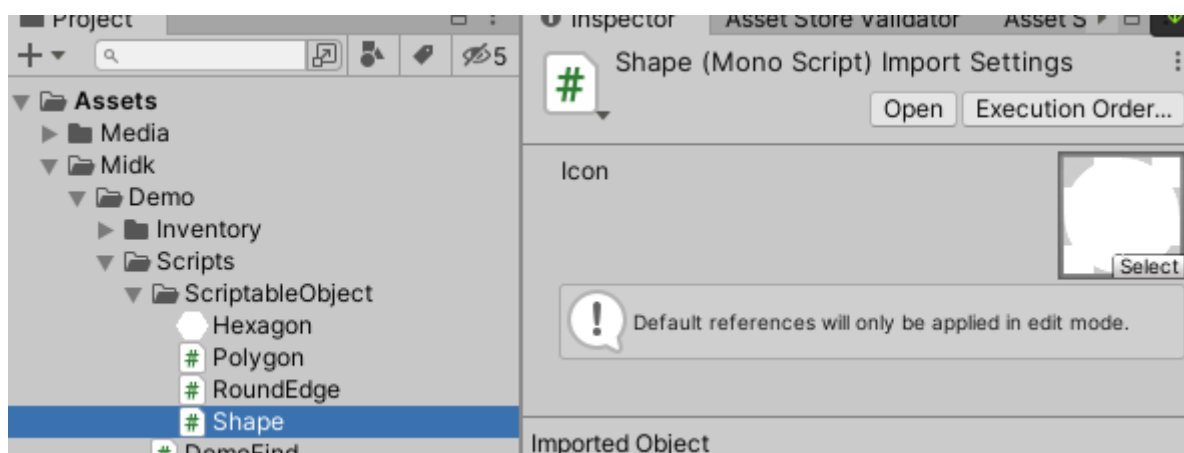 Project
Inspector Asset Store Validator Asset S
5
Shape (Mono Script) Import Settings
Open Execution Order...
Assets
Media
Midk
Demo
Inventory
Scripts
ScriptableObject
Hexagon
Polygon
RoundEdge
Shape
DemoFind
Icon
Select
Default references will only be applied in edit mode.
Imported Object